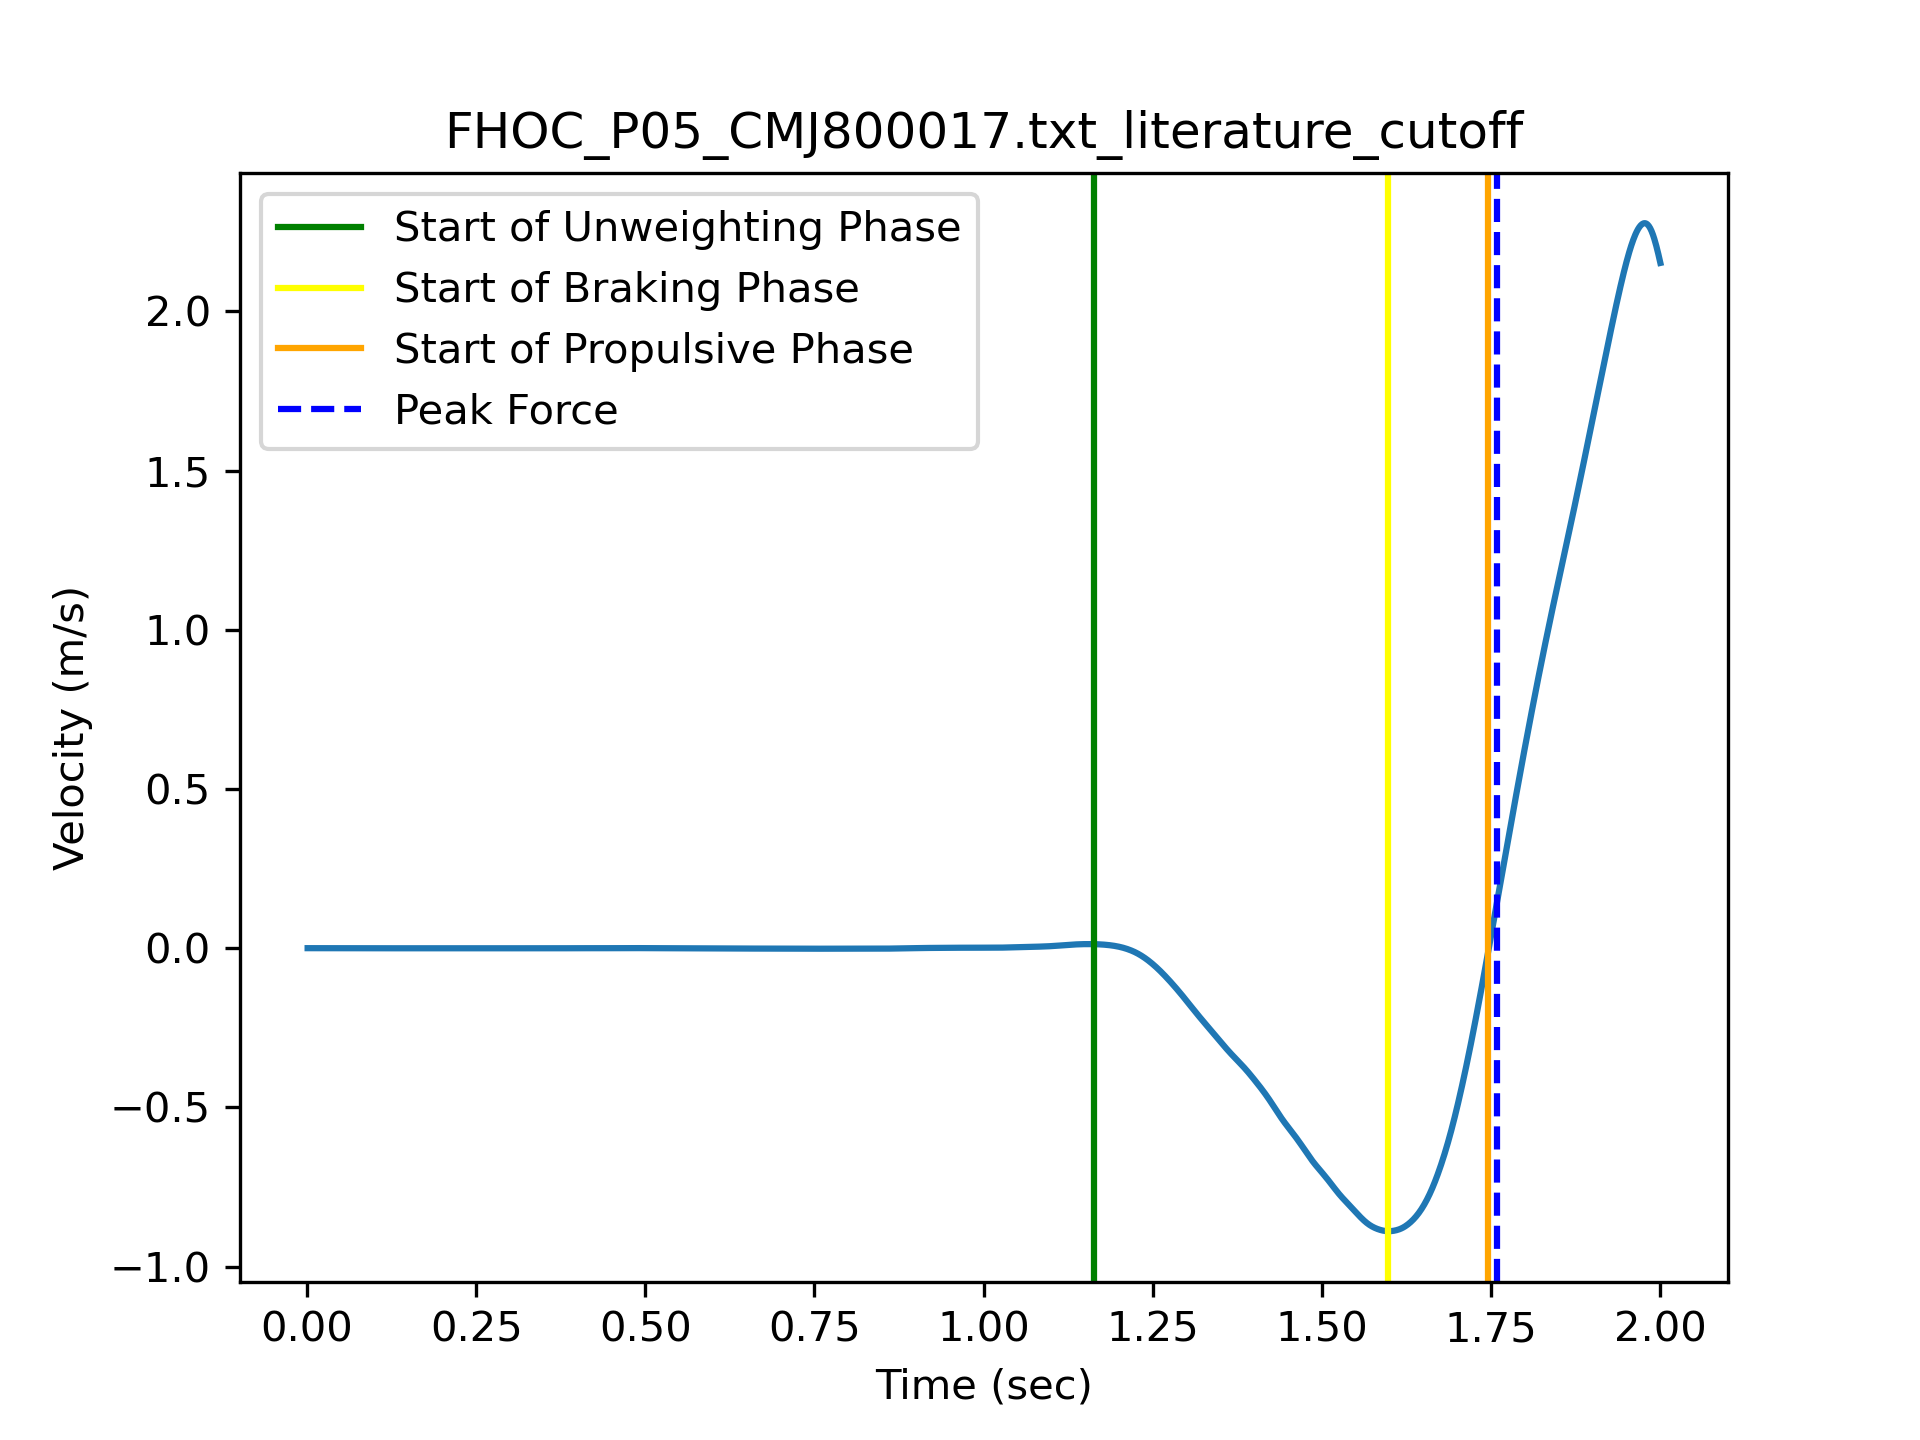 FHOC_P05_CMJ800017.txt_literature_cutoff
Start of Unweighting Phase
Start of Braking Phase
Start of Propulsive Phase
Peak Force
Velocity (m/s)
2.0
1.5
1.0
0.5
0.0
−0.5
−1.0
0.00 0.25 0.50 0.75 1.00 1.25 1.50 1.75 2.00
Time (sec)